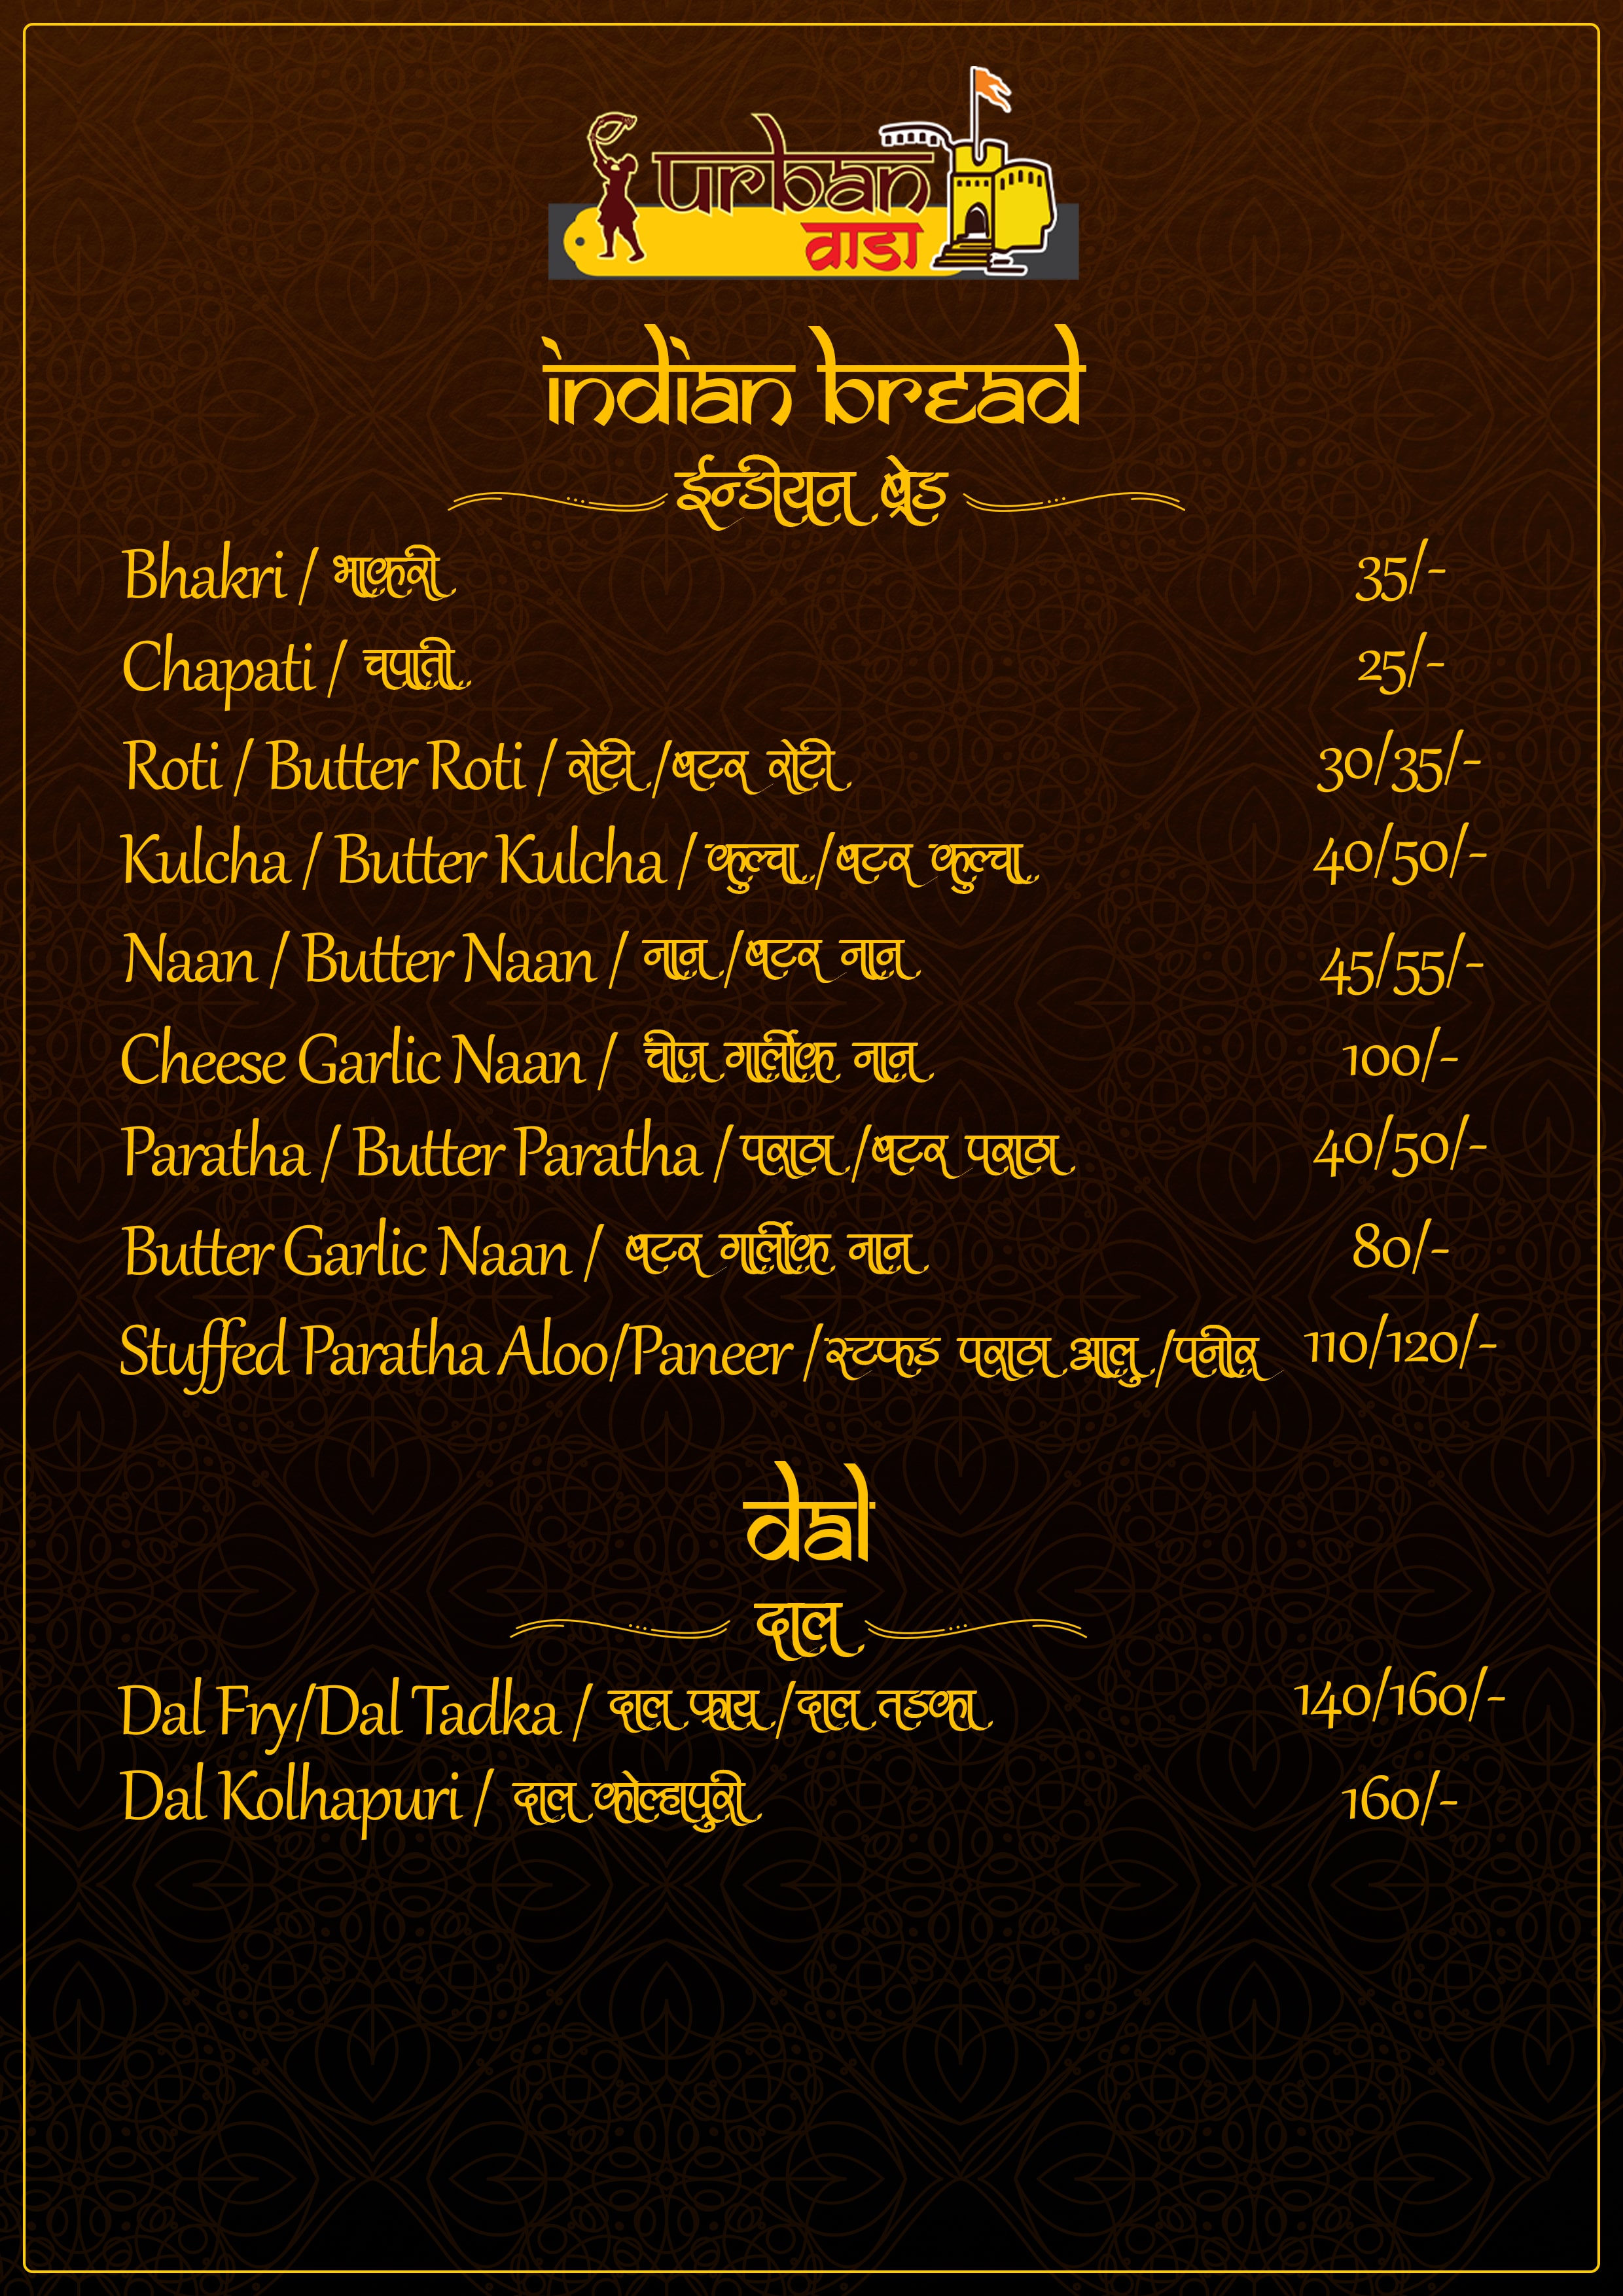 urban
वाडा
indian bread
ईन्डीयन ब्रेड
Bhakri / भाकरी 35/-
Chapati / चपाती 25/-
Roti / Butter Roti / रोटी/बटर रोटी 30/35/-
Kulcha / Butter Kulcha / कुल्चा/बटर कुल्चा 40/50/-
Naan / Butter Naan / नान/बटर नान 45/55/-
Cheese Garlic Naan / चीज गार्लीक नान 100/-
Paratha / Butter Paratha / पराठा/बटर पराठा 40/50/-
Butter Garlic Naan / बटर गार्लीक नान 80/-
Stuffed Paratha Aloo/Paneer / स्टफड पराठा आलु/पनीर 110/120/-
dal
दाल
Dal Fry/Dal Tadka / दाल फ्राय/दाल तडका 140/160/-
Dal Kolhapuri / दाल कोल्हापुरी 160/-